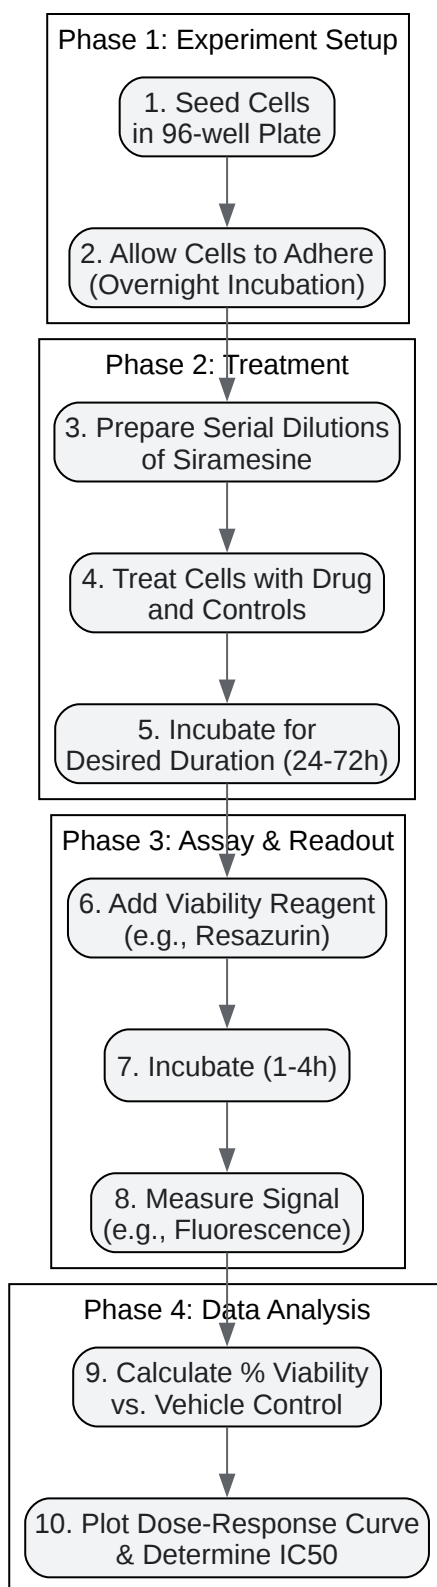 Phase 1: Experiment Setup
1. Seed Cells
in 96-well Plate
2. Allow Cells to Adhere
(Overnight Incubation)
Phase 2: Treatment
3. Prepare Serial Dilutions
of Siramesine
4. Treat Cells with Drug
and Controls
5. Incubate for
Desired Duration (24-72h)
Phase 3: Assay & Readout
6. Add Viability Reagent
(e.g., Resazurin)
7. Incubate (1-4h)
8. Measure Signal
(e.g., Fluorescence)
Phase 4: Data Analysis
9. Calculate % Viability
vs. Vehicle Control
10. Plot Dose-Response Curve
& Determine IC50